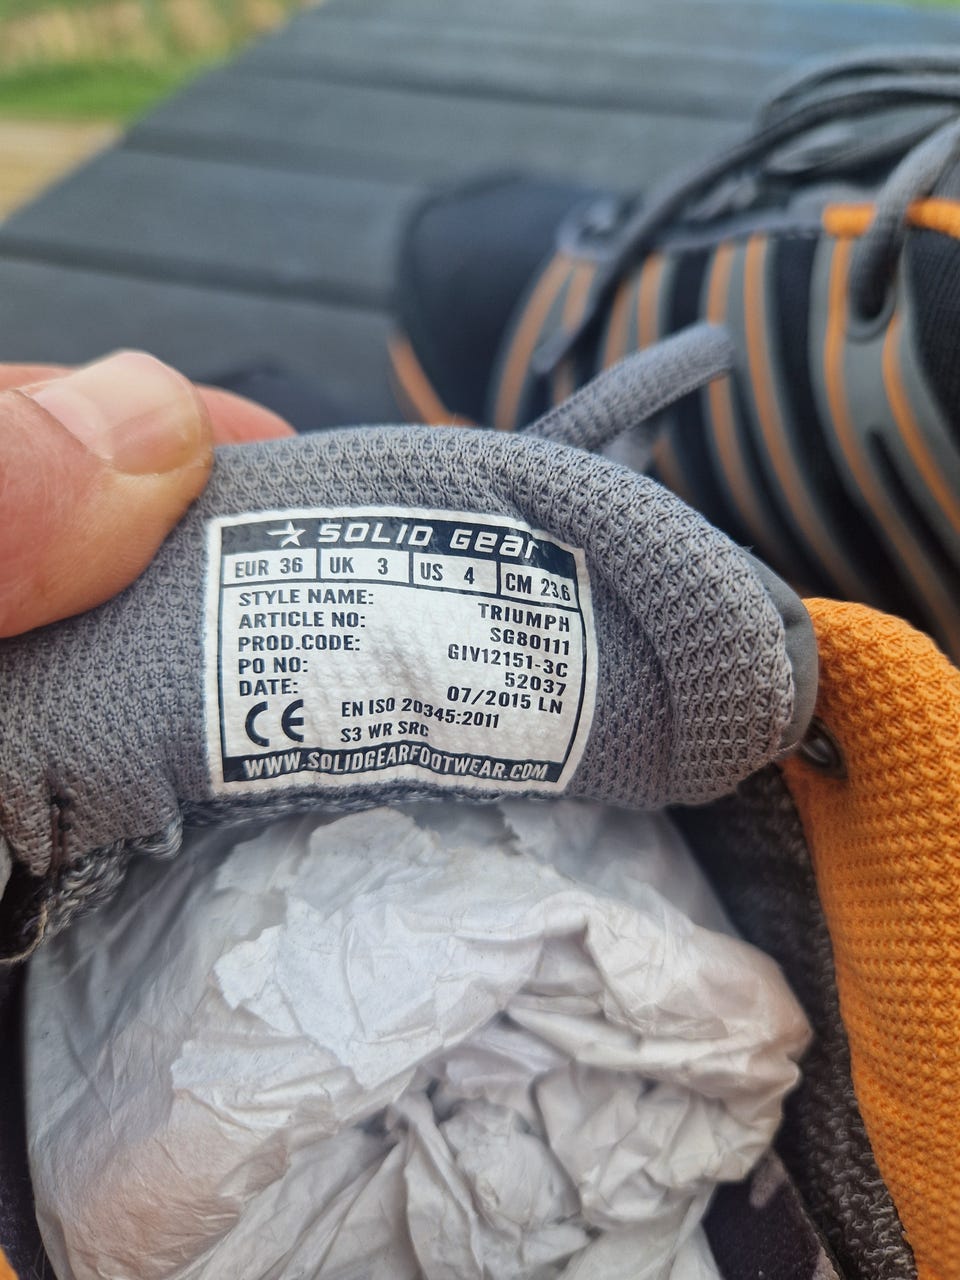 SOLID GEAR
EUR 36 UK 3 US 4 CM 23.6
STYLE NAME: TRIUMPH
ARTICLE NO: SG80111
PROD.CODE: GIV12151-3C
PO NO: 52037
DATE: 07/2015 LN
CE EN ISO 20345:2011
S3 WR SRC
WWW.SOLIDGEARFOOTWEAR.COM